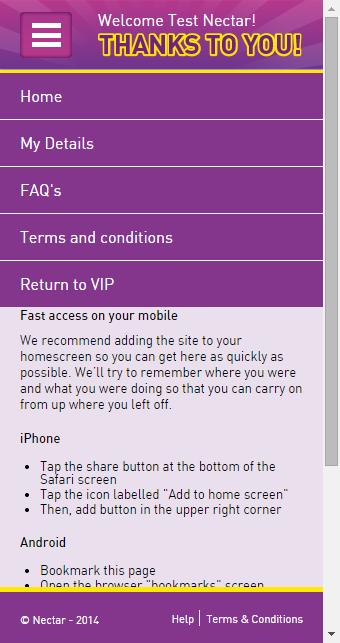 Welcome Test Nectar!
THANKS TO YOU!
Home
My Details
FAQ's
Terms and conditions
Return to VIP
Fast access on your mobile
We recommend adding the site to your
homescreen so you can get here as quickly as
possible. We'll try to remember where you were
and what you were doing so that you can carry on
from up where you left off.
iPhone
• Tap the share button at the bottom of the
Safari screen
• Tap the icon labelled "Add to home screen"
• Then, add button in the upper right corner
Android
• Bookmark this page
• Open the browser "bookmarks" screen
© Nectar - 2014
Help | Terms & Conditions